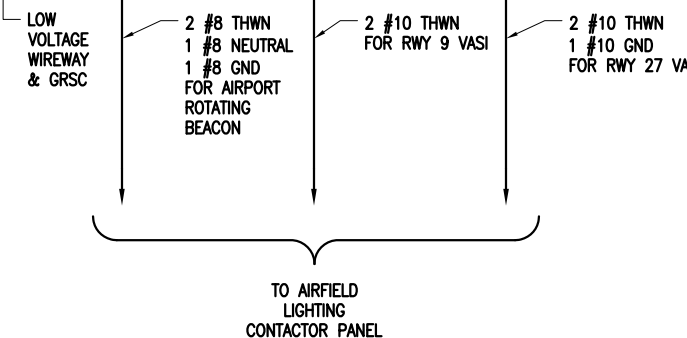 LOW
VOLTAGE
WIREWAY
& GRSC
2 #8 THWN
1 #8 NEUTRAL
1 #8 GND
FOR AIRPORT
ROTATING
BEACON
2 #10 THWN
FOR RWY 9 VASI
2 #10 THWN
1 #10 GND
FOR RWY 27 VA
TO AIRFIELD
LIGHTING
CONTACTOR PANEL